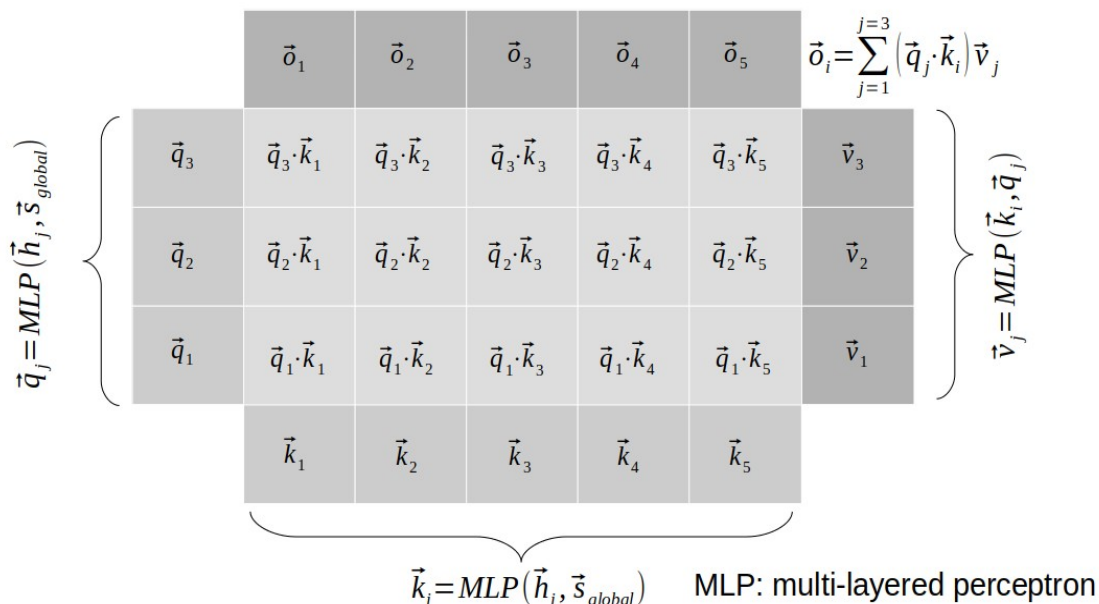 o⃗₁ o⃗₂ o⃗₃ o⃗₄ o⃗₅ o⃗ᵢ=∑_{j=1}^{j=3}(q⃗ⱼ·k⃗ᵢ)v⃗ⱼ
q⃗₃ q⃗₃·k⃗₁ q⃗₃·k⃗₂ q⃗₃·k⃗₃ q⃗₃·k⃗₄ q⃗₃·k⃗₅ v⃗₃
q⃗₂ q⃗₂·k⃗₁ q⃗₂·k⃗₂ q⃗₂·k⃗₃ q⃗₂·k⃗₄ q⃗₂·k⃗₅ v⃗₂
q⃗₁ q⃗₁·k⃗₁ q⃗₁·k⃗₂ q⃗₁·k⃗₃ q⃗₁·k⃗₄ q⃗₁·k⃗₅ v⃗₁
k⃗₁ k⃗₂ k⃗₃ k⃗₄ k⃗₅
q⃗ⱼ=MLP(h⃗ⱼ,s⃗_global)
v⃗ⱼ=MLP(k⃗ᵢ,q⃗ⱼ)
k⃗ᵢ=MLP(h⃗ᵢ,s⃗_global) MLP: multi-layered perceptron